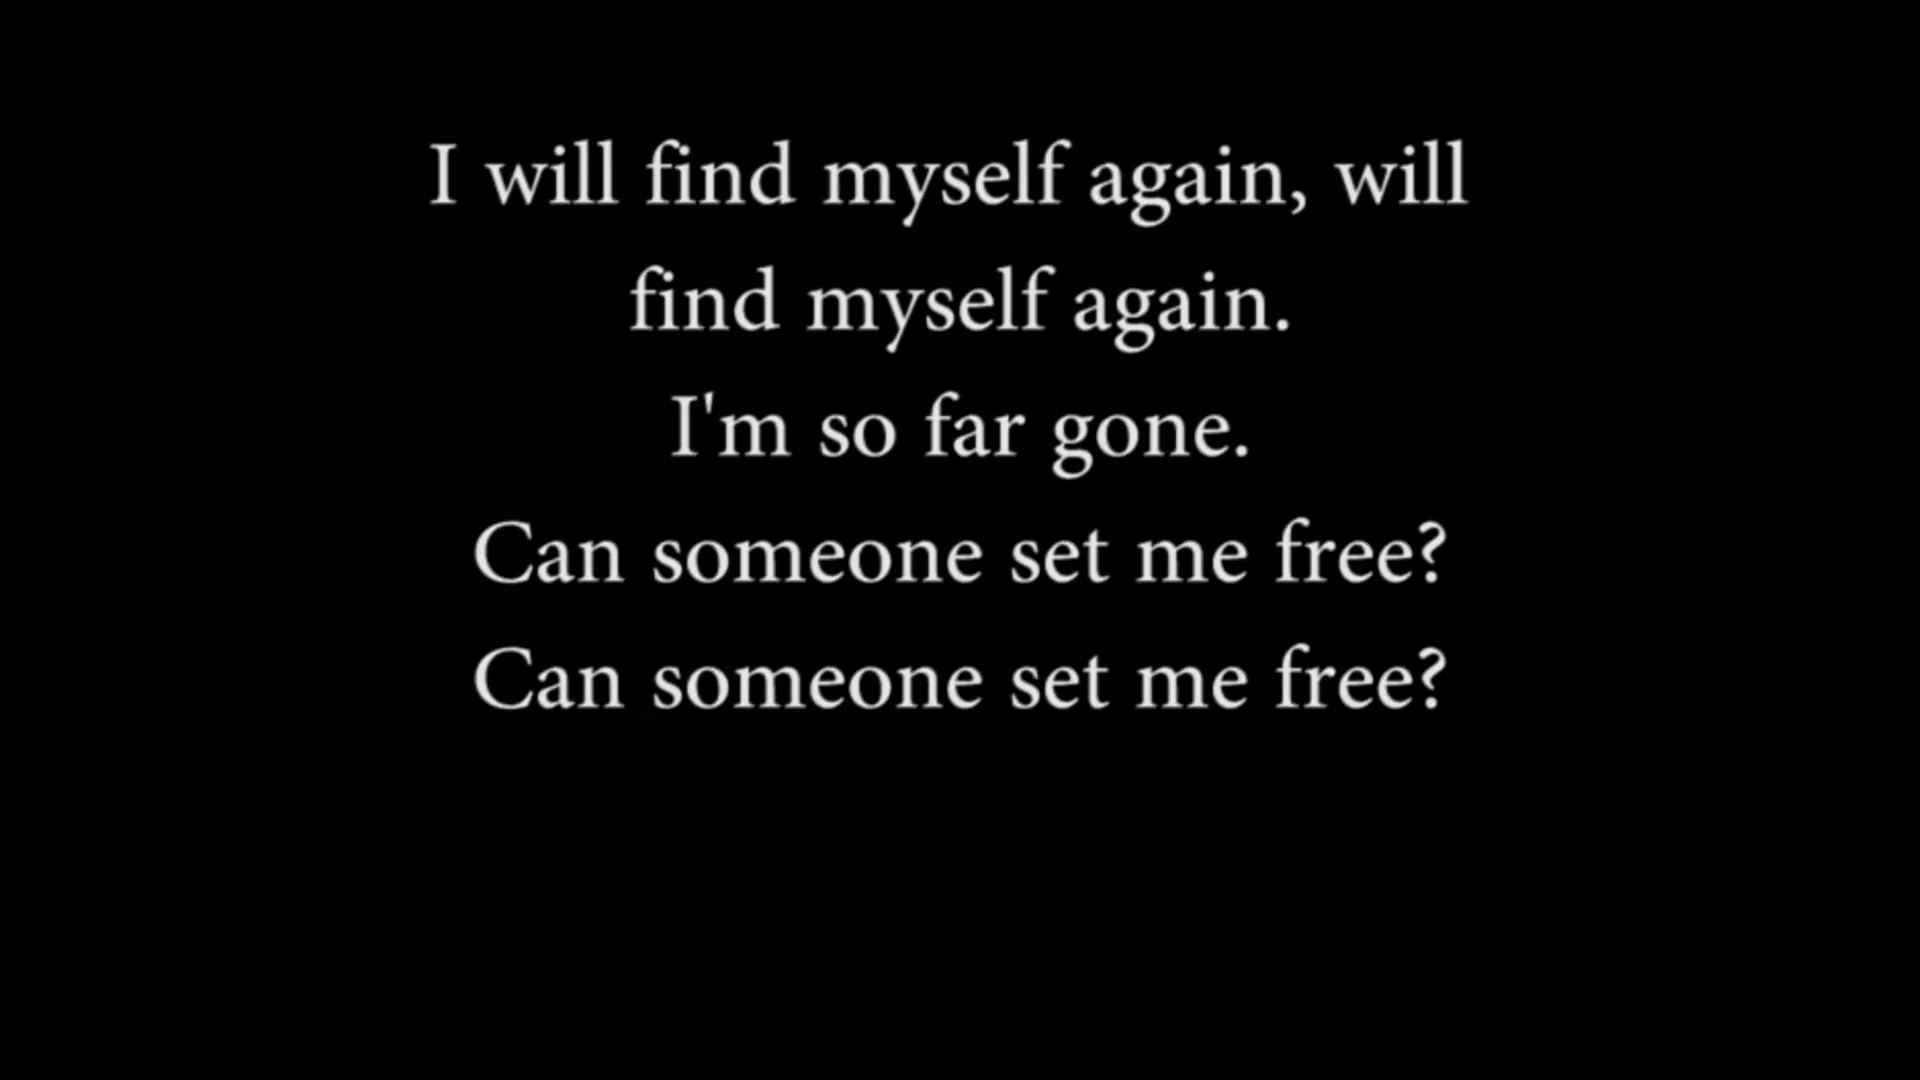 I will find myself again, will
find myself again.
I'm so far gone.
Can someone set me free?
Can someone set me free?